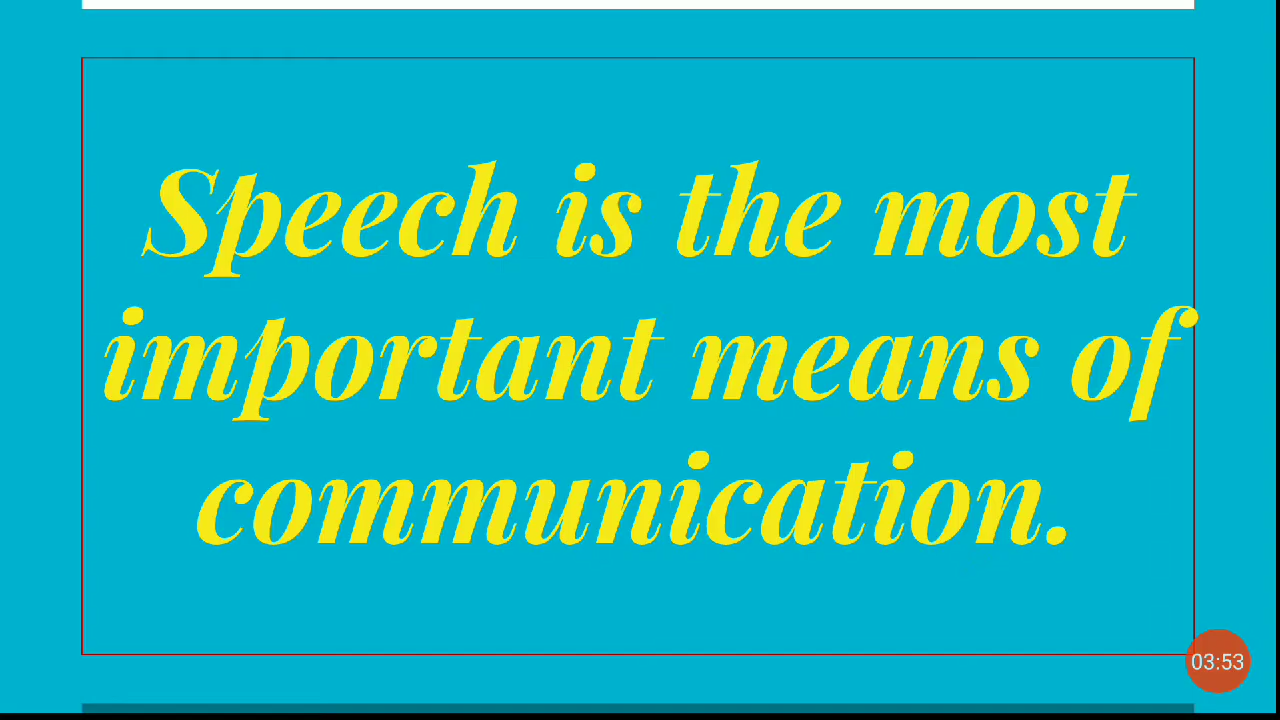 Speech is the most
important means of
communication.
03:53